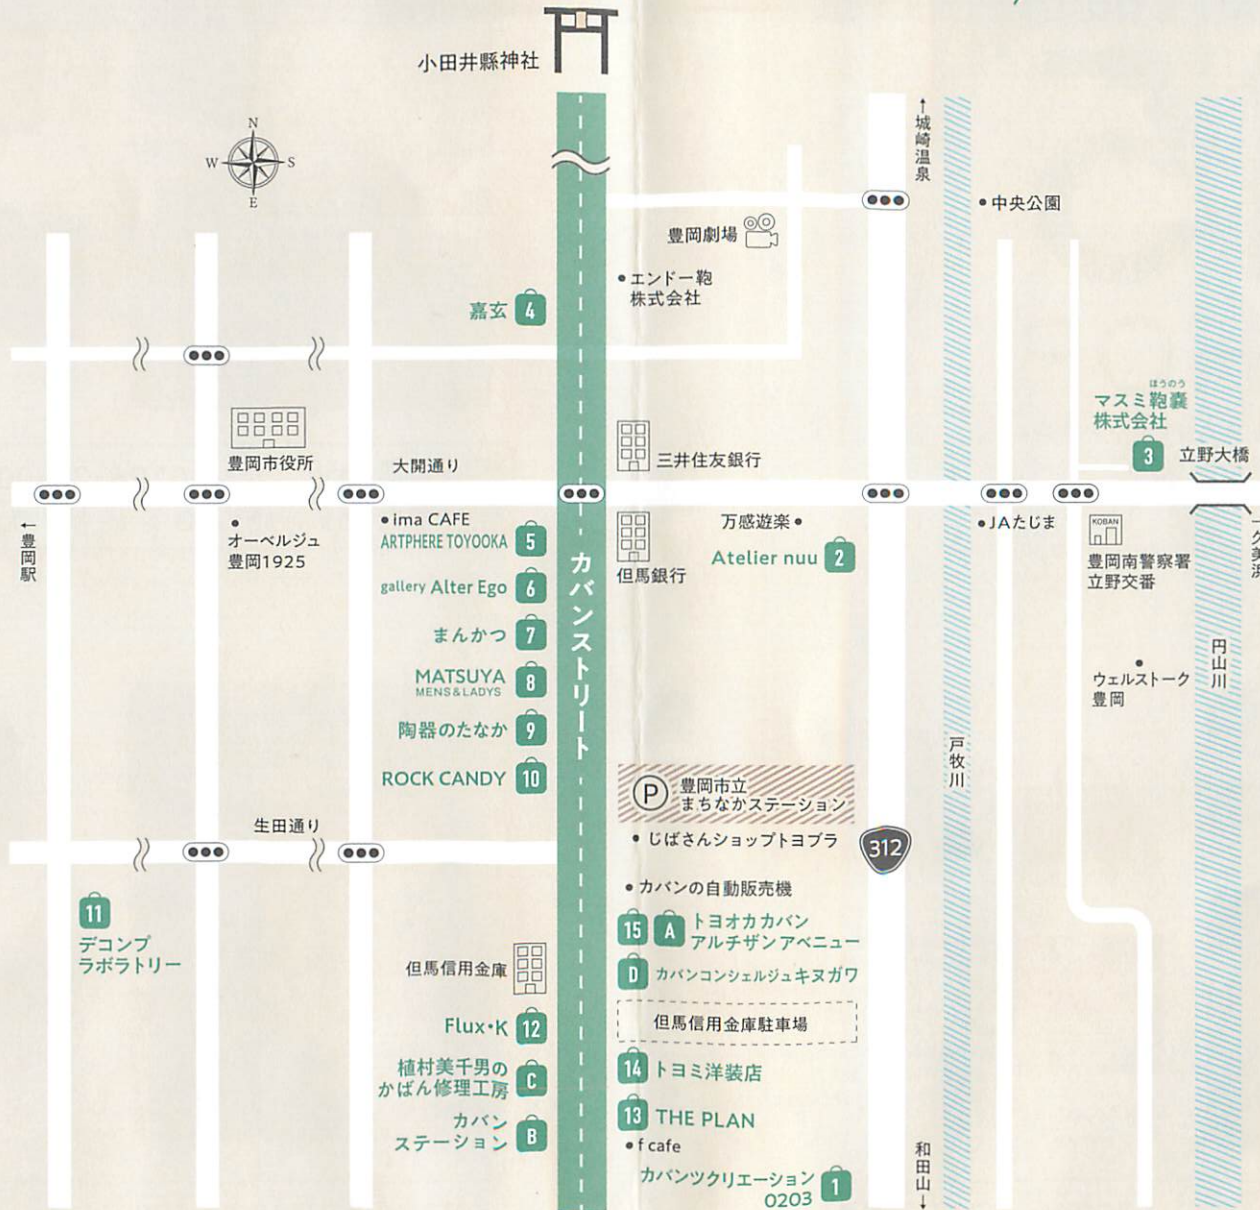 小田井縣神社
N
W
S
E
↑城崎温泉
中央公園
豊岡劇場
エンドー鞄
株式会社
嘉玄
4
ほうのう
マスミ鞄嚢
株式会社
3
立野大橋
豊岡市役所
大開通り
三井住友銀行
←豊岡駅
オーベルジュ
豊岡1925
ima CAFE
ARTPHERE TOYOOKA
5
gallery Alter Ego
6
まんかつ
7
MATSUYA
MENS&LADYS
8
陶器のたなか
9
ROCK CANDY
10
カバンストリート
但馬銀行
万感遊楽
Atelier nuu
2
JAたじま
KOBAN
豊岡南警察署
立野交番
ウェルストーク
豊岡
円山川
戸牧川
P
豊岡市立
まちなかステーション
じばさんショップトヨブラ
312
生田通り
カバンの自動販売機
11
デコンプ
ラボラトリー
15
A
トヨオカカバン
アルチザンアベニュー
D
カバンコンシェルジュキヌガワ
但馬信用金庫
但馬信用金庫駐車場
Flux・K
12
14
トヨミ洋装店
植村美千男の
かばん修理工房
C
13
THE PLAN
カバン
ステーション
B
f cafe
カバンツクリエーション
0203
1
和田山→